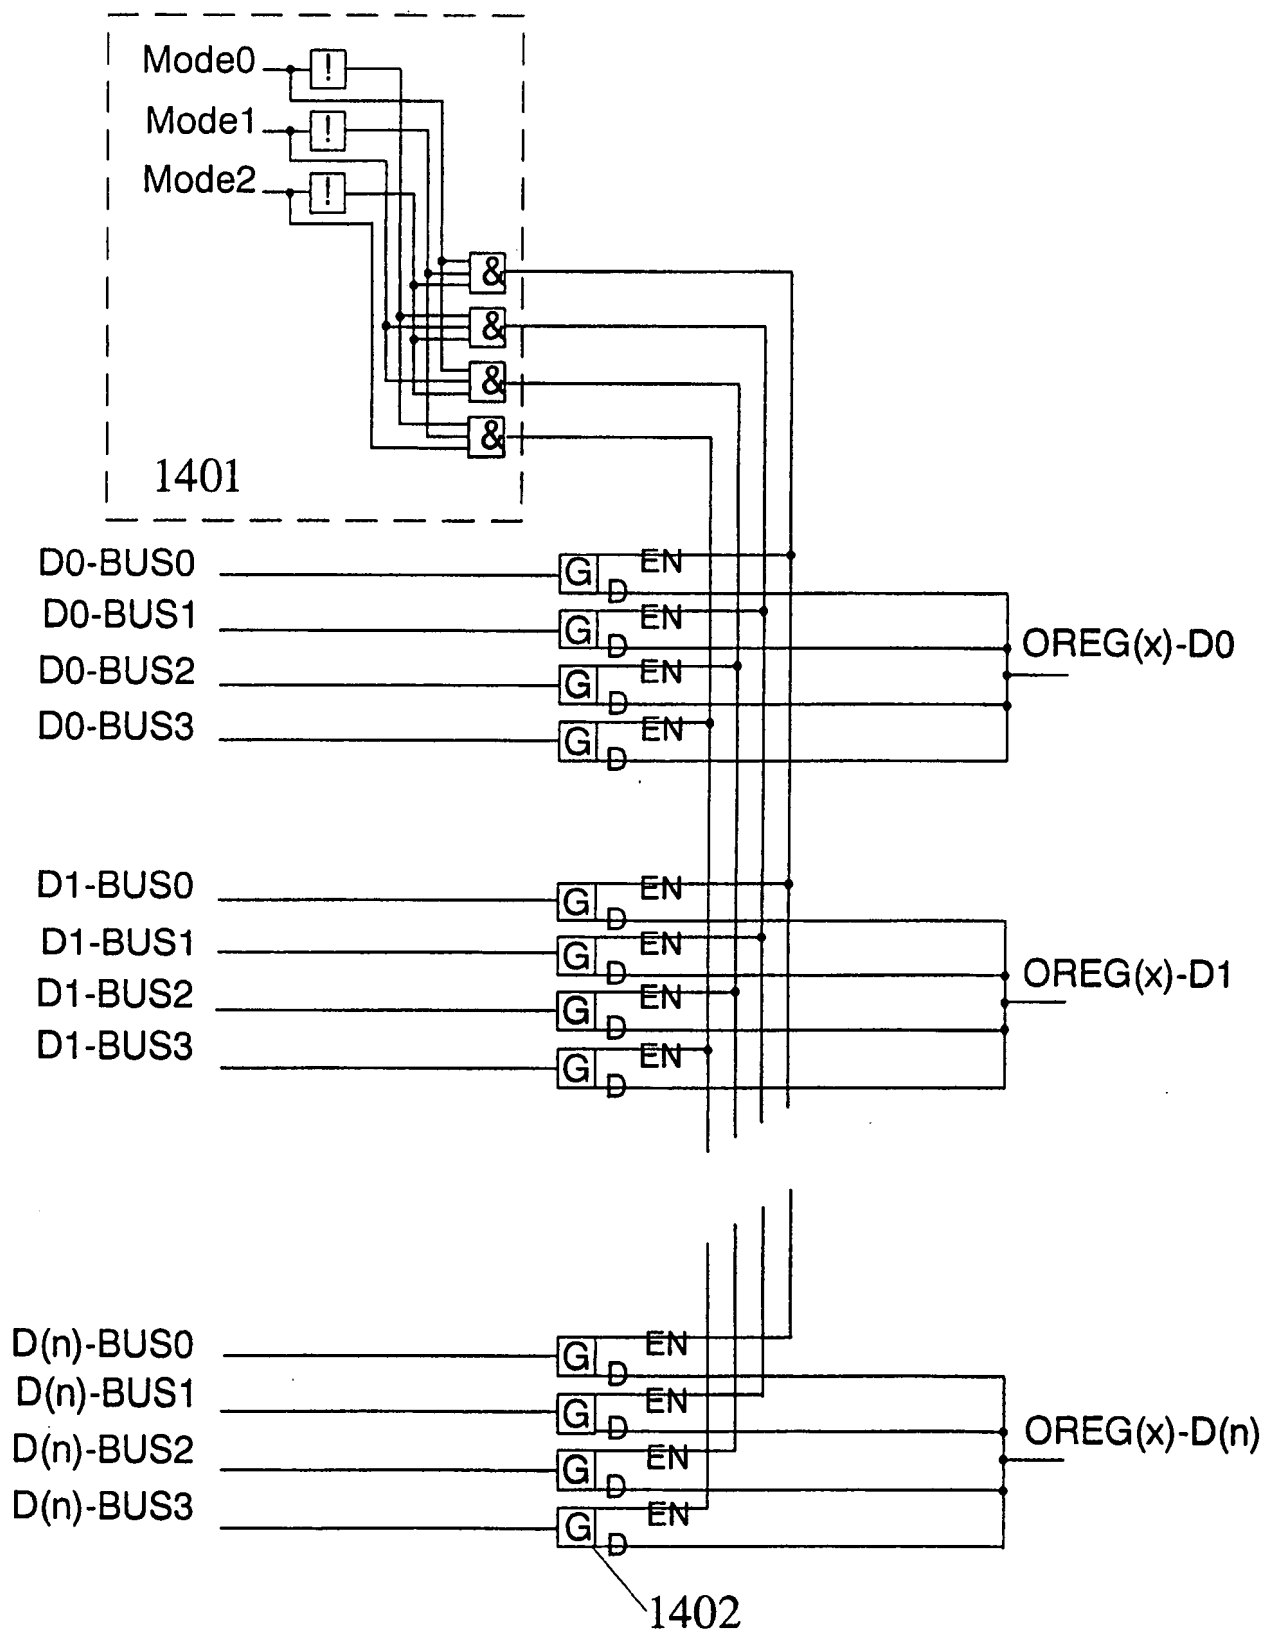 Mode0 !
Mode1 !
Mode2 !
&
&
&
&
1401
D0-BUS0 G EN D
D0-BUS1 G EN D
D0-BUS2 G EN D
D0-BUS3 G EN D
OREG(x)-D0
D1-BUS0 G EN D
D1-BUS1 G EN D
D1-BUS2 G EN D
D1-BUS3 G EN D
OREG(x)-D1
D(n)-BUS0 G EN D
D(n)-BUS1 G EN D
D(n)-BUS2 G EN D
D(n)-BUS3 G EN D
OREG(x)-D(n)
1402